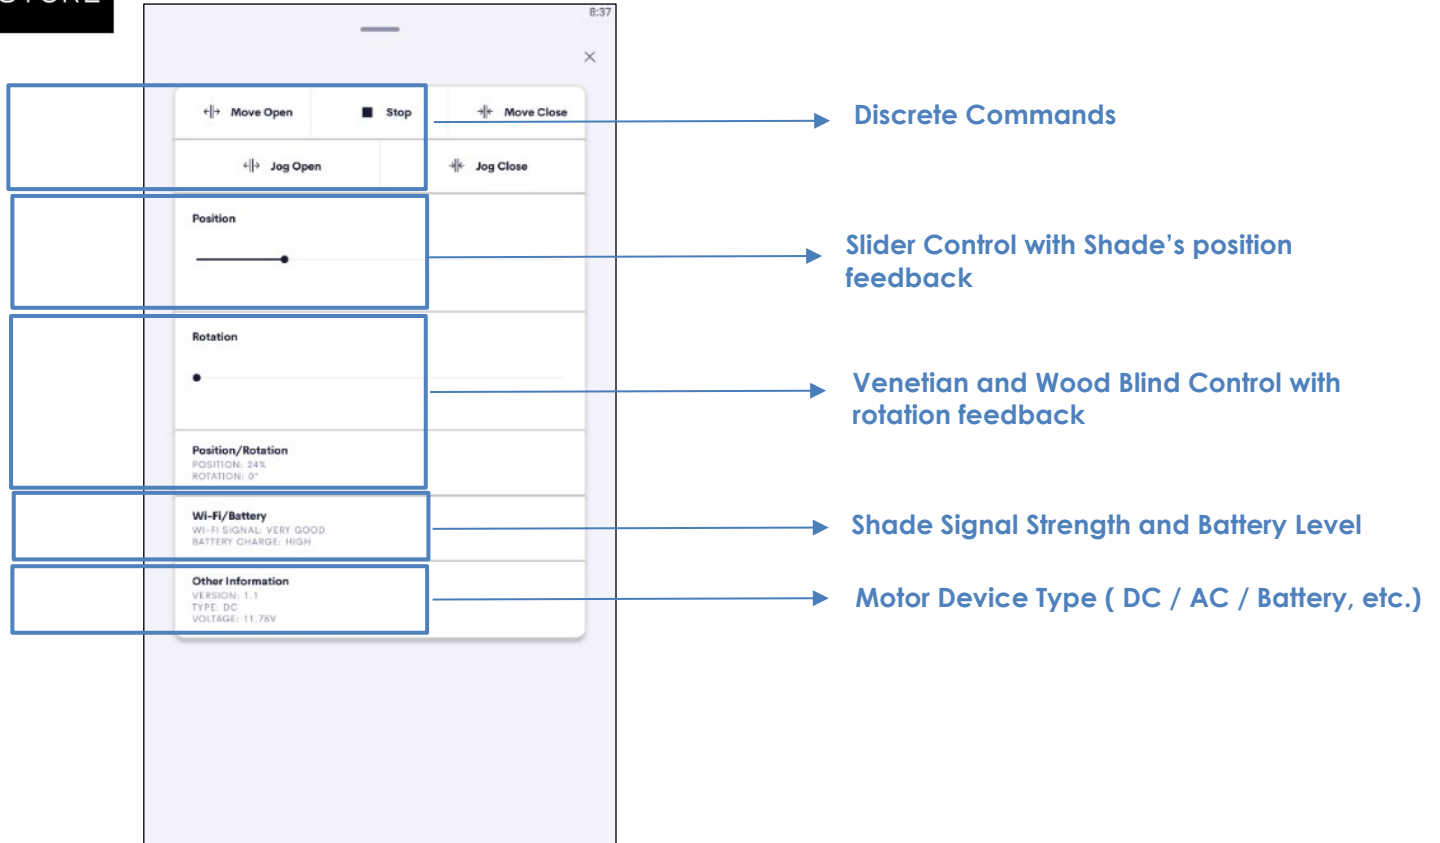 8:37
Move Open Stop Move Close
Jog Open Jog Close
Discrete Commands
Position
Slider Control with Shade’s position
feedback
Rotation
Venetian and Wood Blind Control with
rotation feedback
Position/Rotation
POSITION: 24%
ROTATION: 0°
Wi-Fi/Battery
WI-FI SIGNAL: VERY GOOD
BATTERY CHARGE: HIGH
Shade Signal Strength and Battery Level
Other Information
VERSION: 1.1
TYPE: DC
VOLTAGE: 11.78V
Motor Device Type ( DC / AC / Battery, etc.)